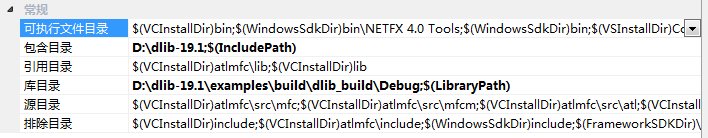 常规
可执行文件目录 $(VCInstallDir)bin;$(WindowsSdkDir)bin\NETFX 4.0 Tools;$(WindowsSdkDir)bin;$(VSInstallDir)Co
包含目录 D:\dlib-19.1;$(IncludePath)
引用目录 $(VCInstallDir)atlmfc\lib;$(VCInstallDir)lib
库目录 D:\dlib-19.1\examples\build\dlib_build\Debug;$(LibraryPath)
源目录 $(VCInstallDir)atlmfc\src\mfc;$(VCInstallDir)atlmfc\src\mfcm;$(VCInstallDir)atlmfc\src\atl;$(VCInst
排除目录 $(VCInstallDir)include;$(VCInstallDir)atlmfc\include;$(WindowsSdkDir)include;$(FrameworkSDKDir)\